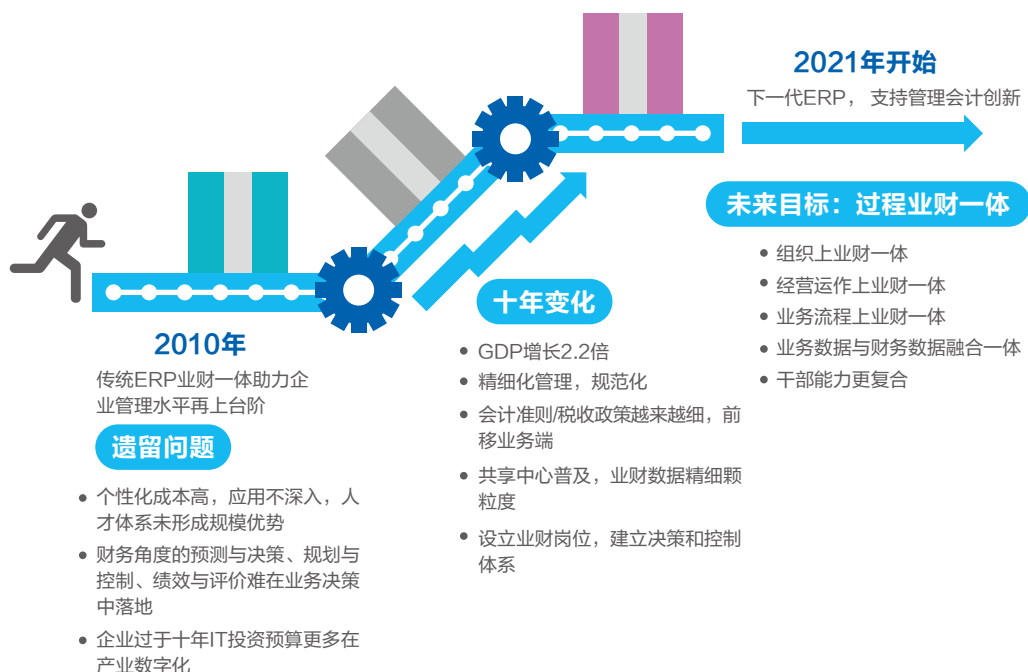 2010年
传统ERP业财一体助力企
业管理水平再上台阶
遗留问题
个性化成本高，应用不深入，人
才体系未形成规模优势
财务角度的预测与决策、规划与
控制、绩效与评价难在业务决策
中落地
企业过于十年IT投资预算更多在
产业数字化
十年变化
GDP增长2.2倍
精细化管理，规范化
会计准则/税收政策越来越细，前
移业务端
共享中心普及，业财数据精细颗
粒度
设立业财岗位，建立决策和控制
体系
2021年开始
下一代ERP， 支持管理会计创新
未来目标：过程业财一体
组织上业财一体
经营运作上业财一体
业务流程上业财一体
业务数据与财务数据融合一体
干部能力更复合